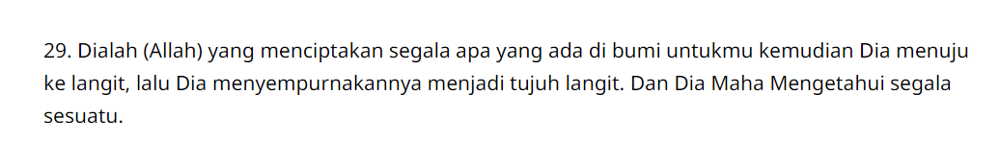 29. Dialah (Allah) yang menciptakan segala apa yang ada di bumi untukmu kemudian Dia menuju
ke langit, lalu Dia menyempurnakannya menjadi tujuh langit. Dan Dia Maha Mengetahui segala
sesuatu.